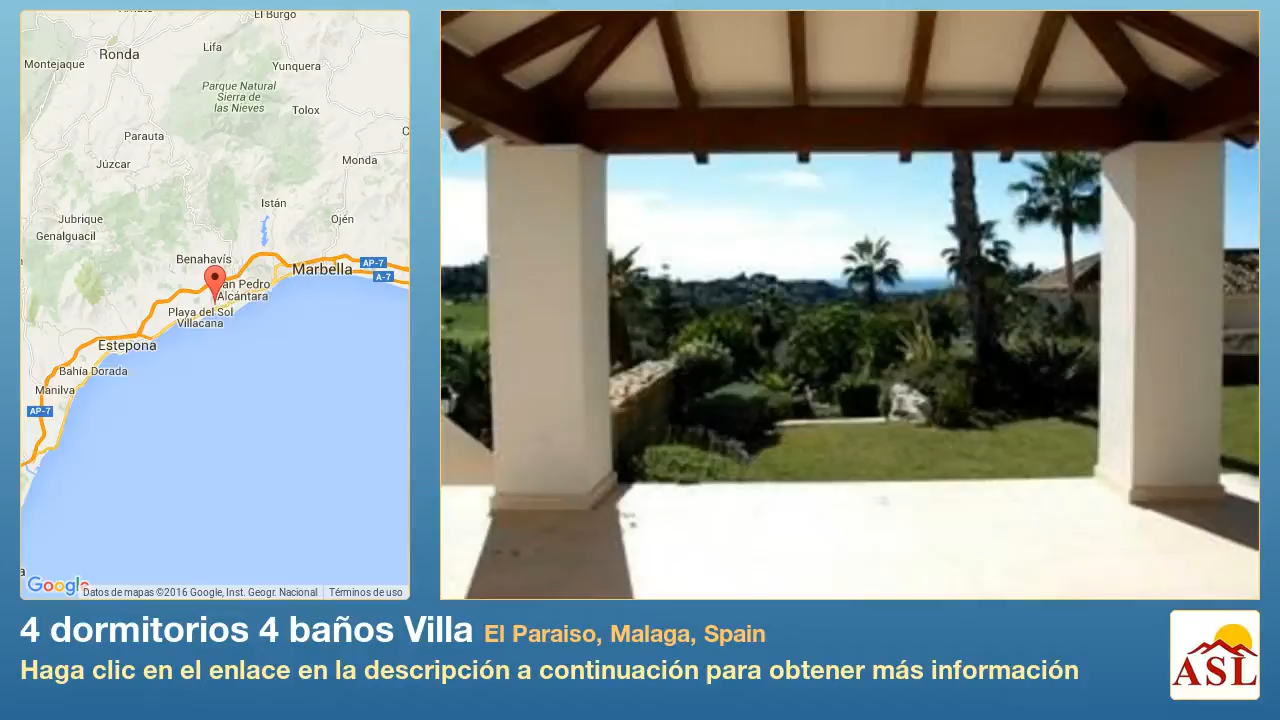 El Burgo
Ronda
Lifa
Montejaque
Yunquera
Parque Natural
Sierra de
las Nieves
Tolox
Parauta
Júzcar
Monda
Istán
Jubrique
Ojén
Genalguacil
Benahavís
AP-7
Marbella
A-7
an Pedro
Alcántara
Playa del Sol
Villacana
Estepona
Bahía Dorada
Manilva
AP-7
Google
Datos de mapas ©2016 Google, Inst. Geogr. Nacional
Términos de uso
4 dormitorios 4 baños Villa El Paraiso, Malaga, Spain
Haga clic en el enlace en la descripción a continuación para obtener más información
ASL